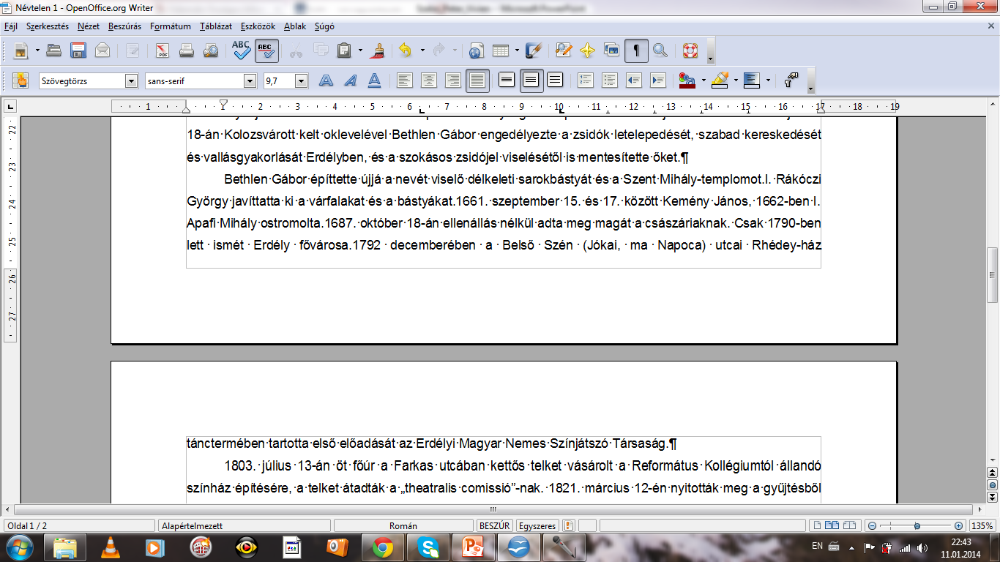 Névtelen 1 - OpenOffice.org Writer
Fájl Szerkesztés Nézet Beszúrás Formátum Táblázat Eszközök Ablak Súgó
Szövegtörzs sans-serif 9,7
1 1 2 3 4 5 6 7 8 9 10 11 12 13 14 15 16 17 18 19
18-án Kolozsvárott kelt oklevelével Bethlen Gábor engedélyezte a zsidók letelepedését, szabad kereskedését
és vallásgyakorlását Erdélyben, és a szokásos zsidójel viselésétől is mentesítette őket.¶
Bethlen Gábor építtette újjá a nevét viselő délkeleti sarokbástyát és a Szent Mihály-templomot.I. Rákóczi
György javíttatta ki a várfalakat és a bástyákat.1661. szeptember 15. és 17. között Kemény János, 1662-ben I.
Apafi Mihály ostromolta.1687. október 18-án ellenállás nélkül adta meg magát a császáriaknak. Csak 1790-ben
lett ismét Erdély fővárosa.1792 decemberében a Belső Szén (Jókai, ma Napoca) utcai Rhédey-ház
22
23
24
25
26
27
tánctermében tartotta első előadását az Erdélyi Magyar Nemes Színjátszó Társaság.¶
1803. július 13-án öt főúr a Farkas utcában kettős telket vásárolt a Református Kollégiumtól állandó
színház építésére, a telket átadták a „theatralis comissió”-nak. 1821. március 12-én nyitották meg a gyűjtésből
Oldal 1 / 2 Alapértelmezett Román BESZÚR Egyszeres 135%
EN 22:43
11.01.2014